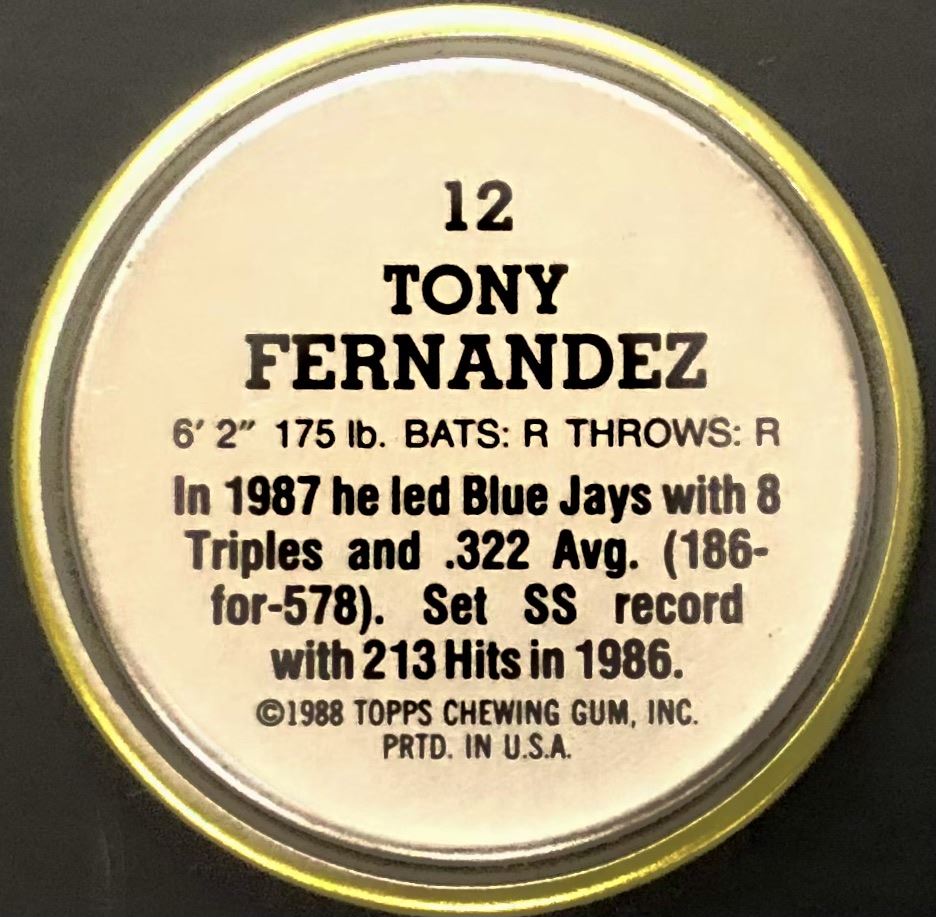 12
TONY
FERNANDEZ
6' 2" 175 lb. BATS: R THROWS: R
In 1987 he led Blue Jays with 8
Triples and .322 Avg. (186-
for-578). Set SS record
with 213 Hits in 1986.
©1988 TOPPS CHEWING GUM, INC.
PRTD. IN U.S.A.